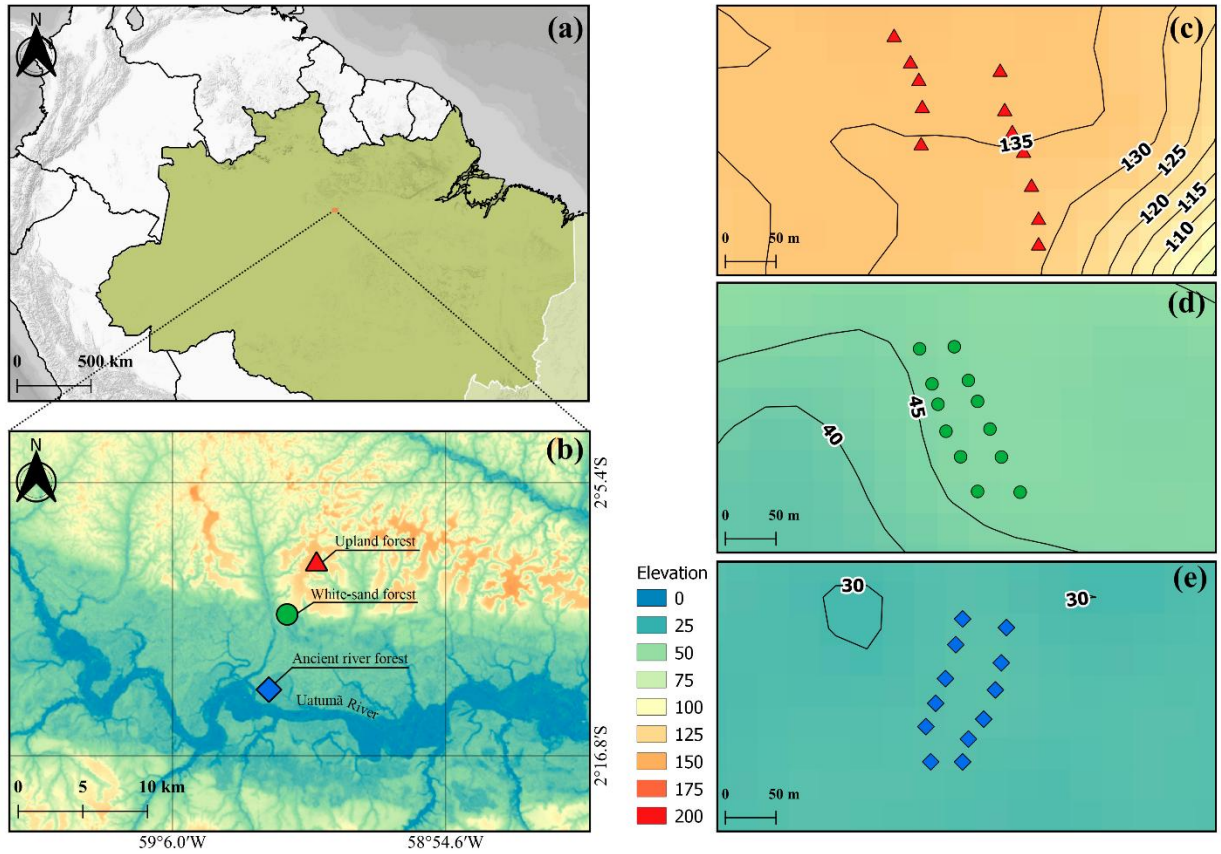 (a)
N
0 500 km
(b)
N
Upland forest
White-sand forest
Ancient river forest
Uatumã River
0 5 10 km
2°5.4'S
2°16.8'S
59°6.0'W
58°54.6'W
(c)
135
130
125
120
115
110
0 50 m
(d)
45
40
0 50 m
Elevation
0
25
50
75
100
125
150
175
200
(e)
30
30
0 50 m